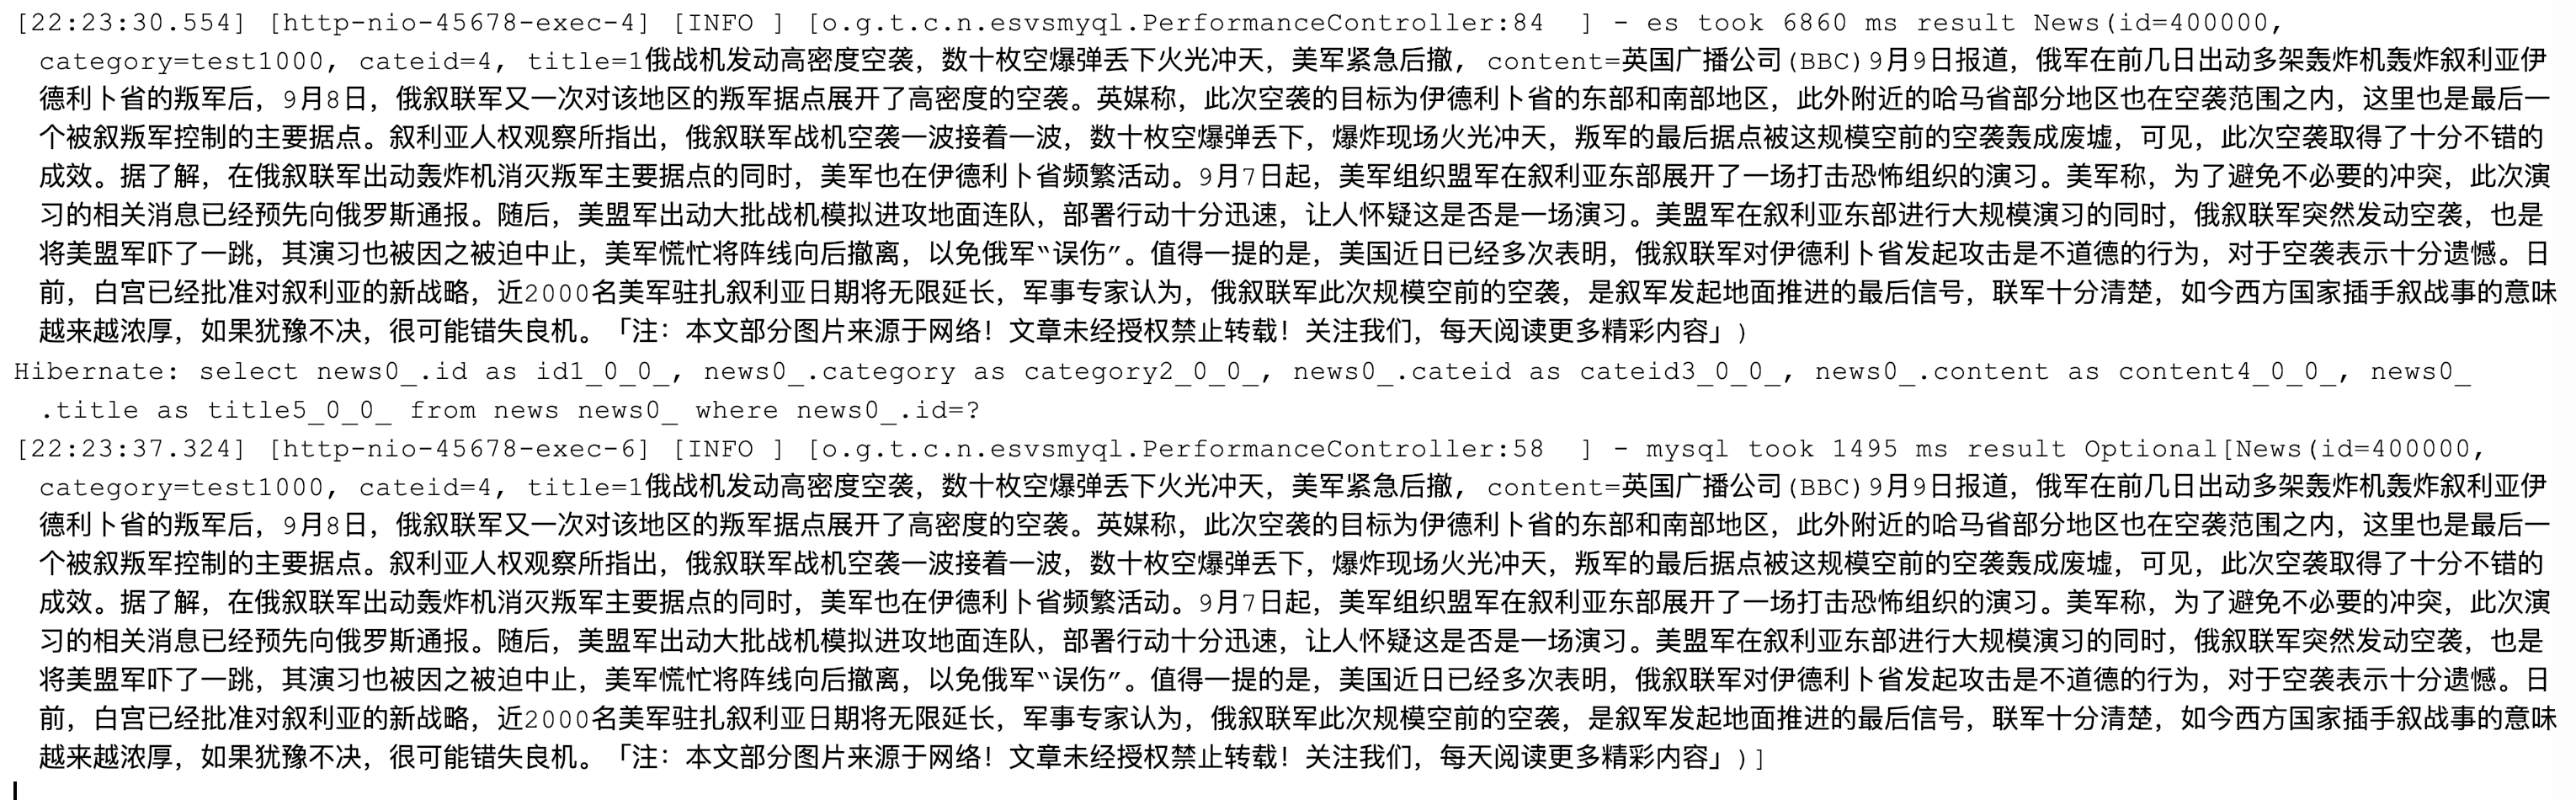 [22:23:30.554] [http-nio-45678-exec-4] [INFO ] [o.g.t.c.n.esvsmyql.PerformanceController:84  ] - es took 6860 ms result News(id=400000,
category=test1000, cateid=4, title=1俄战机发动高密度空袭，数十枚空爆弹丢下火光冲天，美军紧急后撤, content=英国广播公司(BC)9月9日报道，俄军在前几日出动多架轰炸机轰炸叙利亚伊
德利卜省的叛军后，9月8日，俄叙联军又一次对该地区的叛军据点展开了高密度的空袭。英媒称，此次空袭的目标为伊德利卜省的东部和南部地区，此外附近的哈马省部分地区也在空袭范围之内，这里也是最后一
个被叙叛军控制的主要据点。叙利亚人权观察所指出，俄叙联军战机空袭一波接着一波，数十枚空爆弹丢下，爆炸现场火光冲天，叛军的最后据点被这规模空前的空袭轰成废墟，可见，此次空袭取得了十分不错的
成效。据了解，在俄叙联军出动轰炸机消灭叛军主要据点的同时，美军也在伊德利卜省频繁活动。9月7日起，美军组织盟军在叙利亚东部展开了一场打击恐怖组织的演习。美军称，为了避免不必要的冲突，此次演
习的相关消息已经预先向俄罗斯通报。随后，美盟军出动大批战机模拟进攻地面连队，部署行动十分迅速，让人怀疑这是否是一场演习。美盟军在叙利亚东部进行大规模演习的同时，俄叙联军突然发动空袭，也是
将美盟军吓了一跳，其演习也被因之被迫中止，美军慌忙将阵线向后撤离，以免俄军“误伤”。值得一提的是，美国近日已经多次表明，俄叙联军对伊德利卜省发起攻击是不道德的行为，对于空袭表示十分遗憾。日
前，白宫已经批准对叙利亚的新战略，近2000名美军驻扎叙利亚日期将无限延长，军事专家认为，俄叙联军此次规模空前的空袭，是叙军发起地面推进的最后信号，联军十分清楚，如今西方国家插手叙战事的意味
越来越浓厚，如果犹豫不决，很可能错失良机。「注：本文部分图片来源于网络！文章未经授权禁止转载！关注我们，每天阅读更多精彩内容」)
Hibernate: select news0_.id as id1_0_0_, news0_.category as category2_0_0_, news0_.cateid as cateid3_0_0_, news0_.content as content4_0_0_, news0_
.title as title5_0_0_ from news news0_ where news0_.id=?
[22:23:37.324] [http-nio-45678-exec-6] [INFO ] [o.g.t.c.n.esvsmyql.PerformanceController:58  ] - mysql took 1495 ms result Optional[News(id=400000,
category=test1000, cateid=4, title=1俄战机发动高密度空袭，数十枚空爆弹丢下火光冲天，美军紧急后撤, content=英国广播公司(BBC)9月9日报道，俄军在前几日出动多架轰炸机轰炸叙利亚伊
德利卜省的叛军后，9月8日，俄叙联军又一次对该地区的叛军据点展开了高密度的空袭。英媒称，此次空袭的目标为伊德利卜省的东部和南部地区，此外附近的哈马省部分地区也在空袭范围之内，这里也是最后一
个被叙叛军控制的主要据点。叙利亚人权观察所指出，俄叙联军战机空袭一波接着一波，数十枚空爆弹丢下，爆炸现场火光冲天，叛军的最后据点被这规模空前的空袭轰成废墟，可见，此次空袭取得了十分不错的
成效。据了解，在俄叙联军出动轰炸机消灭叛军主要据点的同时，美军也在伊德利卜省频繁活动。9月7日起，美军组织盟军在叙利亚东部展开了一场打击恐怖组织的演习。美军称，为了避免不必要的冲突，此次演
习的相关消息已经预先向俄罗斯通报。随后，美盟军出动大批战机模拟进攻地面连队，部署行动十分迅速，让人怀疑这是否是一场演习。美盟军在叙利亚东部进行大规模演习的同时，俄叙联军突然发动空袭，也是
将美盟军吓了一跳，其演习也被因之被迫中止，美军慌忙将阵线向后撤离，以免俄军“误伤”。值得一提的是，美国近日已经多次表明，俄叙联军对伊德利卜省发起攻击是不道德的行为，对于空袭表示十分遗憾。日
前，白宫已经批准对叙利亚的新战略，近2000名美军驻扎叙利亚日期将无限延长，军事专家认为，俄叙联军此次规模空前的空袭，是叙军发起地面推进的最后信号，联军十分清楚，如今西方国家插手叙战事的意味
越来越浓厚，如果犹豫不决，很可能错失良机。「注：本文部分图片来源于网络！文章未经授权禁止转载！关注我们，每天阅读更多精彩内容」)]